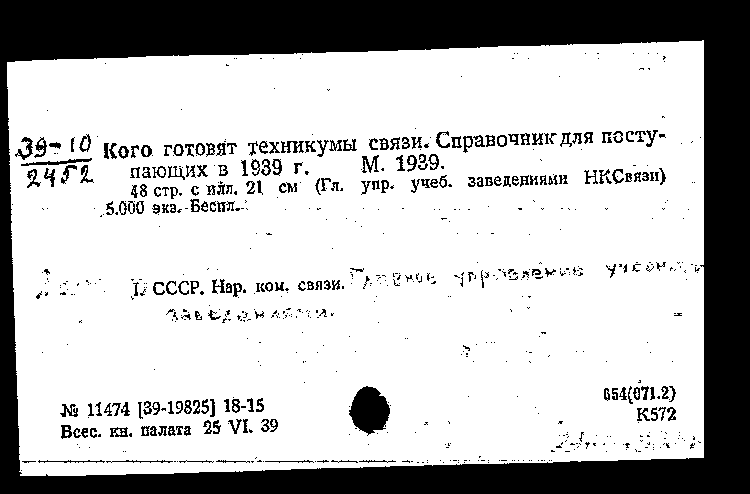 39-10
2452
Кого готовят техникумы связи. Справочник для посту-
пающих в 1939 г. М. 1939.
48 стр. с илл. 21 см (Гл. упр. учеб. заведениями НКСвязи)
5.000 экз. Беспл.
I. СССР. Нар. ком. связи. Главное управление учебными
заведениями.
№ 11474 [39-19825] 18-15
Всес. кн. палата 25 VI. 39
654(071.2)
К572